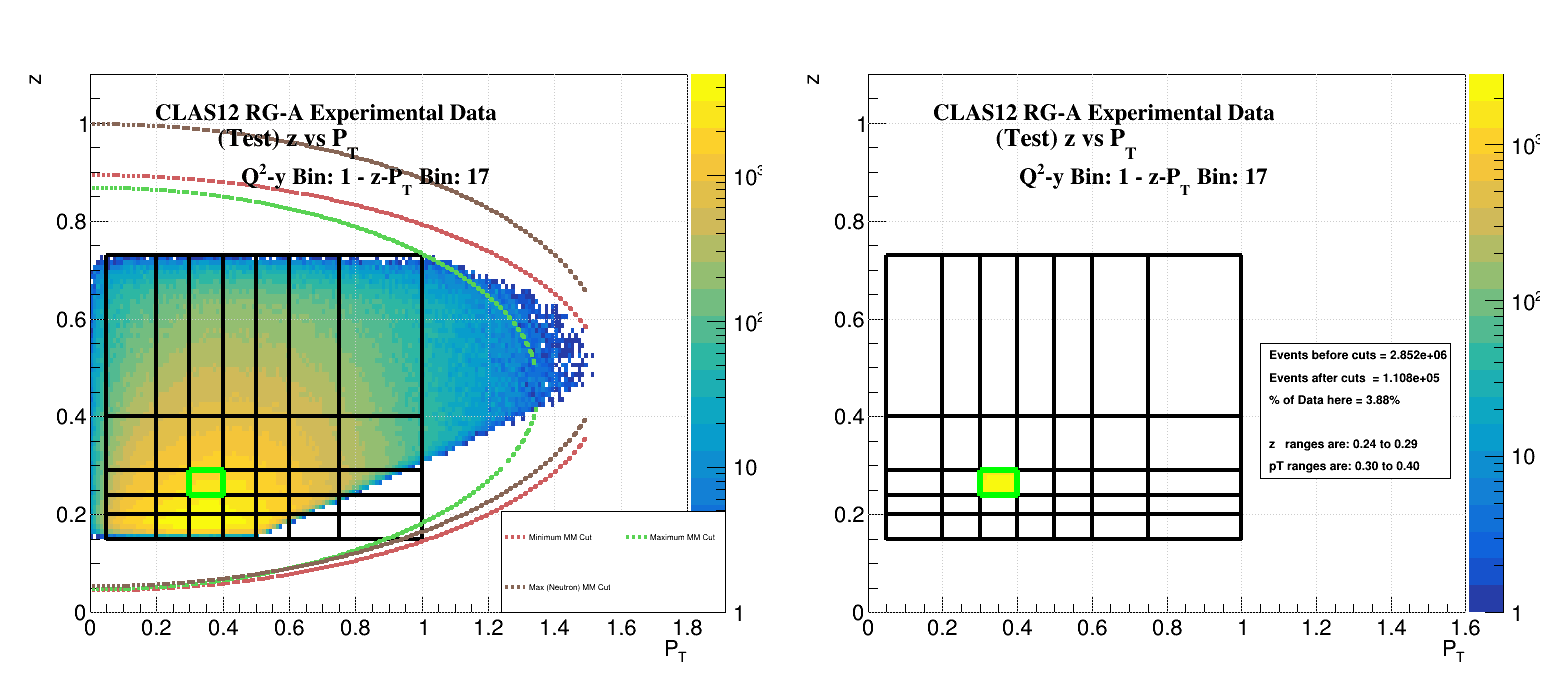 z
CLAS12 RG-A Experimental Data
(Test) z vs P_T
Q²-y Bin: 1 - z-P_T Bin: 17
1
0.8
0.6
0.4
0.2
0
0 0.2 0.4 0.6 0.8 1 1.2 1.4 1.6 1.8
P_T
10³
10²
10
1
Minimum MM Cut
Maximum MM Cut
Max (Neutron) MM Cut
z
CLAS12 RG-A Experimental Data
(Test) z vs P_T
Q²-y Bin: 1 - z-P_T Bin: 17
1
0.8
0.6
0.4
0.2
0
0 0.2 0.4 0.6 0.8 1 1.2 1.4 1.6
P_T
10³
10²
10
1
Events before cuts = 2.852e+06
Events after cuts = 1.108e+05
% of Data here = 3.88%
z ranges are: 0.24 to 0.29
pT ranges are: 0.30 to 0.40